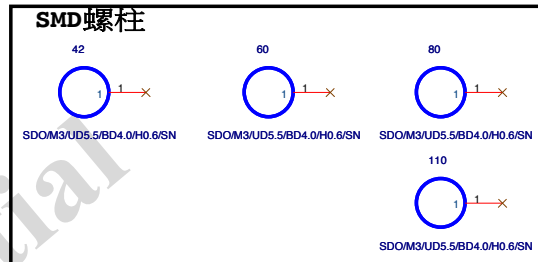 SMD螺柱
42 60 80
1 1 1 1 1 1
SDO/M3/UD5.5/BD4.0/H0.6/SN SDO/M3/UD5.5/BD4.0/H0.6/SN SDO/M3/UD5.5/BD4.0/H0.6/SN
110
1 1
SDO/M3/UD5.5/BD4.0/H0.6/SN
tial